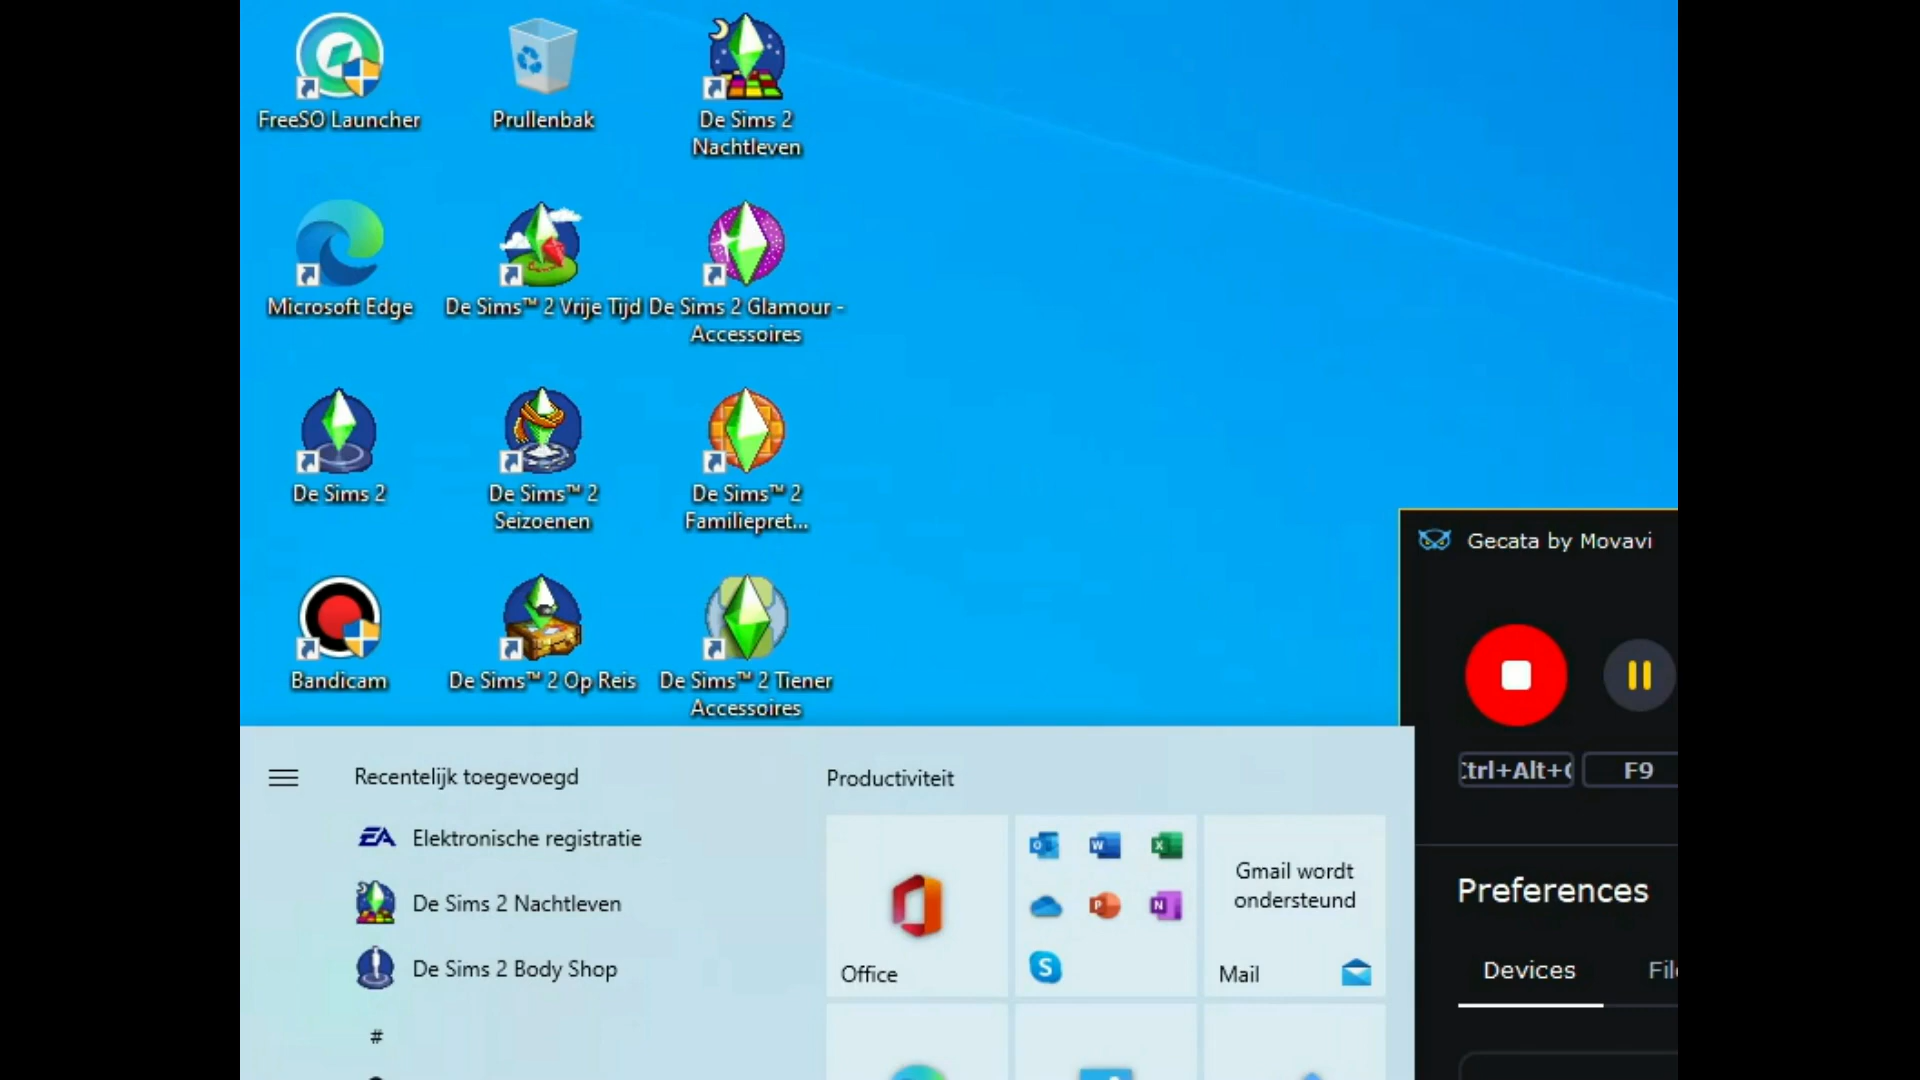 FreeSO Launcher
Prullenbak
De Sims 2
Nachtleven
Microsoft Edge
De Sims™ 2 Vrije Tijd
De Sims 2 Glamour -
Accessoires
De Sims 2
De Sims™ 2
Seizoenen
De Sims™ 2
Familiepret...
Bandicam
De Sims™ 2 Op Reis
De Sims™ 2 Tiener
Accessoires
Gecata by Movavi
Ctrl+Alt+
F9
Preferences
Devices
Recentelijk toegevoegd
EA
Elektronische registratie
De Sims 2 Nachtleven
De Sims 2 Body Shop
#
Productiviteit
Office
Gmail wordt
ondersteund
Mail